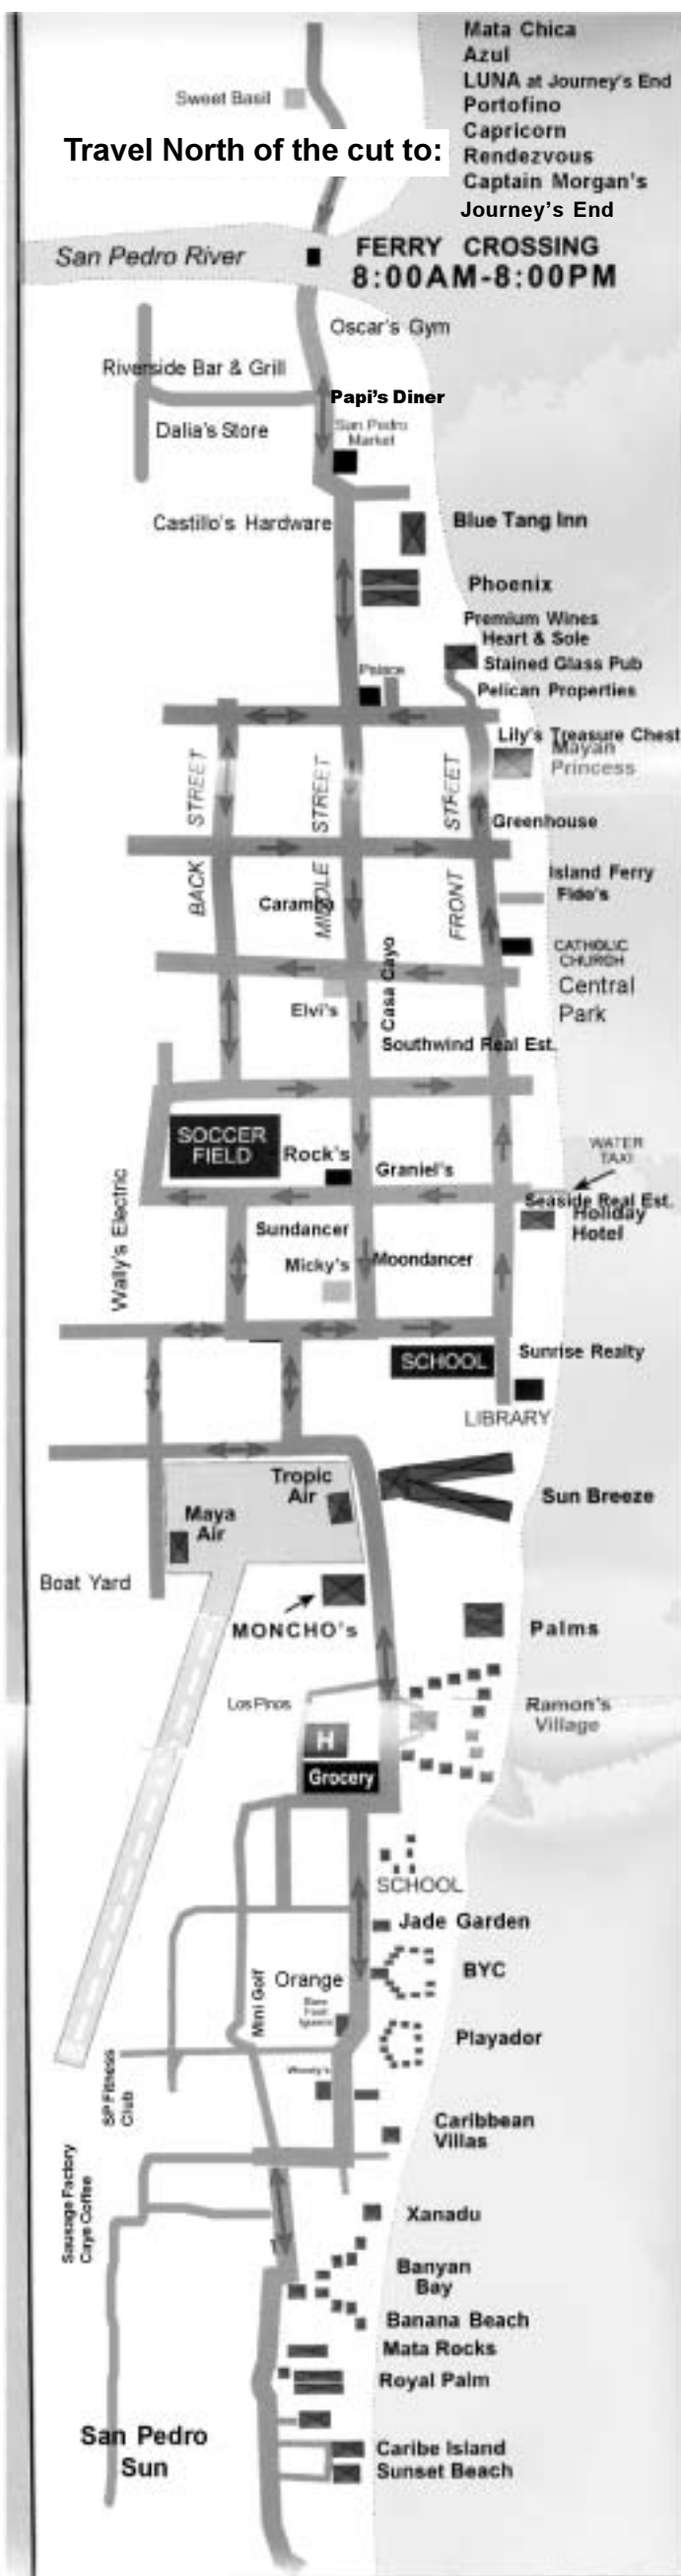 Mata Chica
Azul
LUNA at Journey's End
Portofino
Capricorn
Rendezvous
Captain Morgan's
Journey's End
Sweet Basil
Travel North of the cut to:
San Pedro River
FERRY CROSSING
8:00AM-8:00PM
Oscar's Gym
Riverside Bar & Grill
Papi's Diner
Dalia's Store
San Pedro
Market
Castillo's Hardware
Blue Tang Inn
Phoenix
Premium Wines
Heart & Sole
Stained Glass Pub
Pelican Properties
Palace
Lily's Treasure Chest
Mayan
Princess
BACK STREET
MIDDLE STREET
FRONT STREET
Greenhouse
Island Ferry
Fido's
Caramba
CATHOLIC
CHURCH
Casa Cayo
Central
Park
Elvi's
Southwind Real Est.
SOCCER
FIELD
Rock's
Graniel's
WATER
TAXI
Seaside Real Est.
Holiday
Hotel
Wally's Electric
Sundancer
Micky's
Moondancer
SCHOOL
Sunrise Realty
LIBRARY
Tropic
Air
Maya
Air
Sun Breeze
Boat Yard
MONCHO's
Palms
Los Pinos
Ramon's
Village
H
Grocery
SCHOOL
Jade Garden
BYC
Mini Golf
Orange
Bare
Foot
Iguana
Playador
SP Fitness
Club
Woody's
Caribbean
Villas
Sausage Factory
Caye Coffee
Xanadu
Banyan
Bay
Banana Beach
Mata Rocks
Royal Palm
San Pedro
Sun
Caribe Island
Sunset Beach